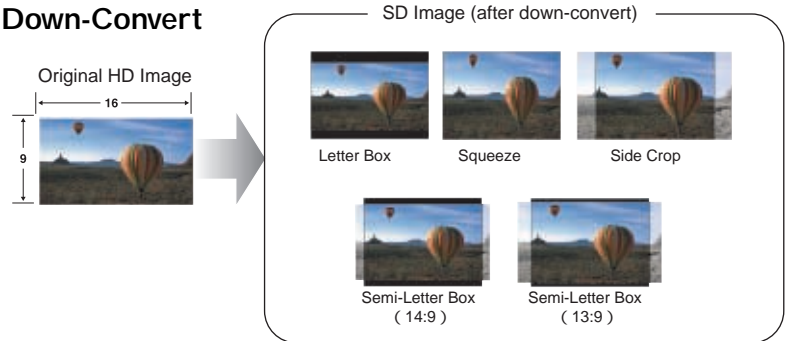 Down-Convert
SD Image (after down-convert)
Original HD Image
16
9
Letter Box
Squeeze
Side Crop
Semi-Letter Box
( 14:9 )
Semi-Letter Box
( 13:9 )